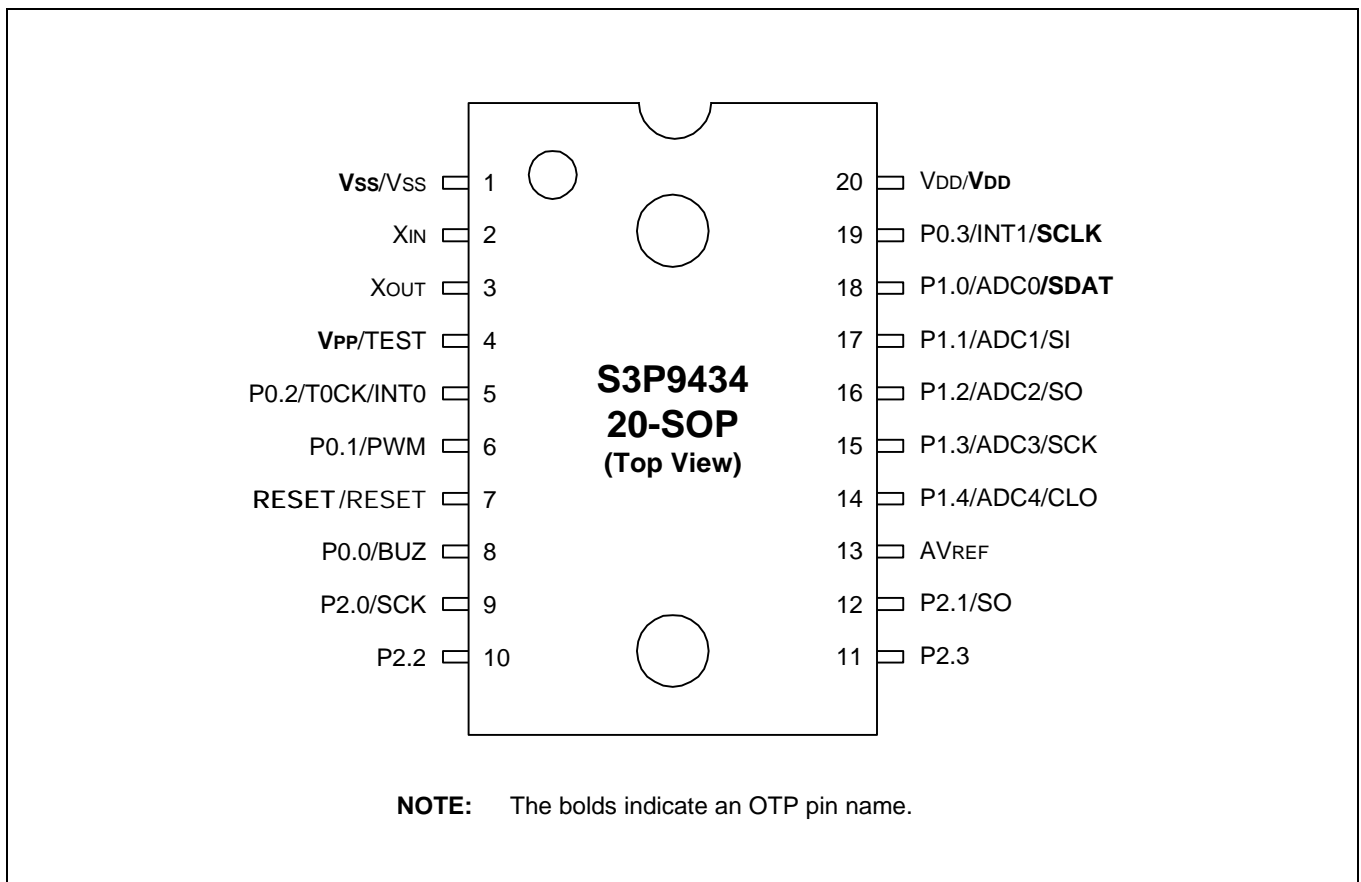 Vss/Vss 1
XIN 2
XOUT 3
VPP/TEST 4
P0.2/T0CK/INT0 5
P0.1/PWM 6
RESET/RESET 7
P0.0/BUZ 8
P2.0/SCK 9
P2.2 10
S3P9434
20-SOP
(Top View)
20 VDD/VDD
19 P0.3/INT1/SCLK
18 P1.0/ADC0/SDAT
17 P1.1/ADC1/SI
16 P1.2/ADC2/SO
15 P1.3/ADC3/SCK
14 P1.4/ADC4/CLO
13 AVREF
12 P2.1/SO
11 P2.3
NOTE: The bolds indicate an OTP pin name.